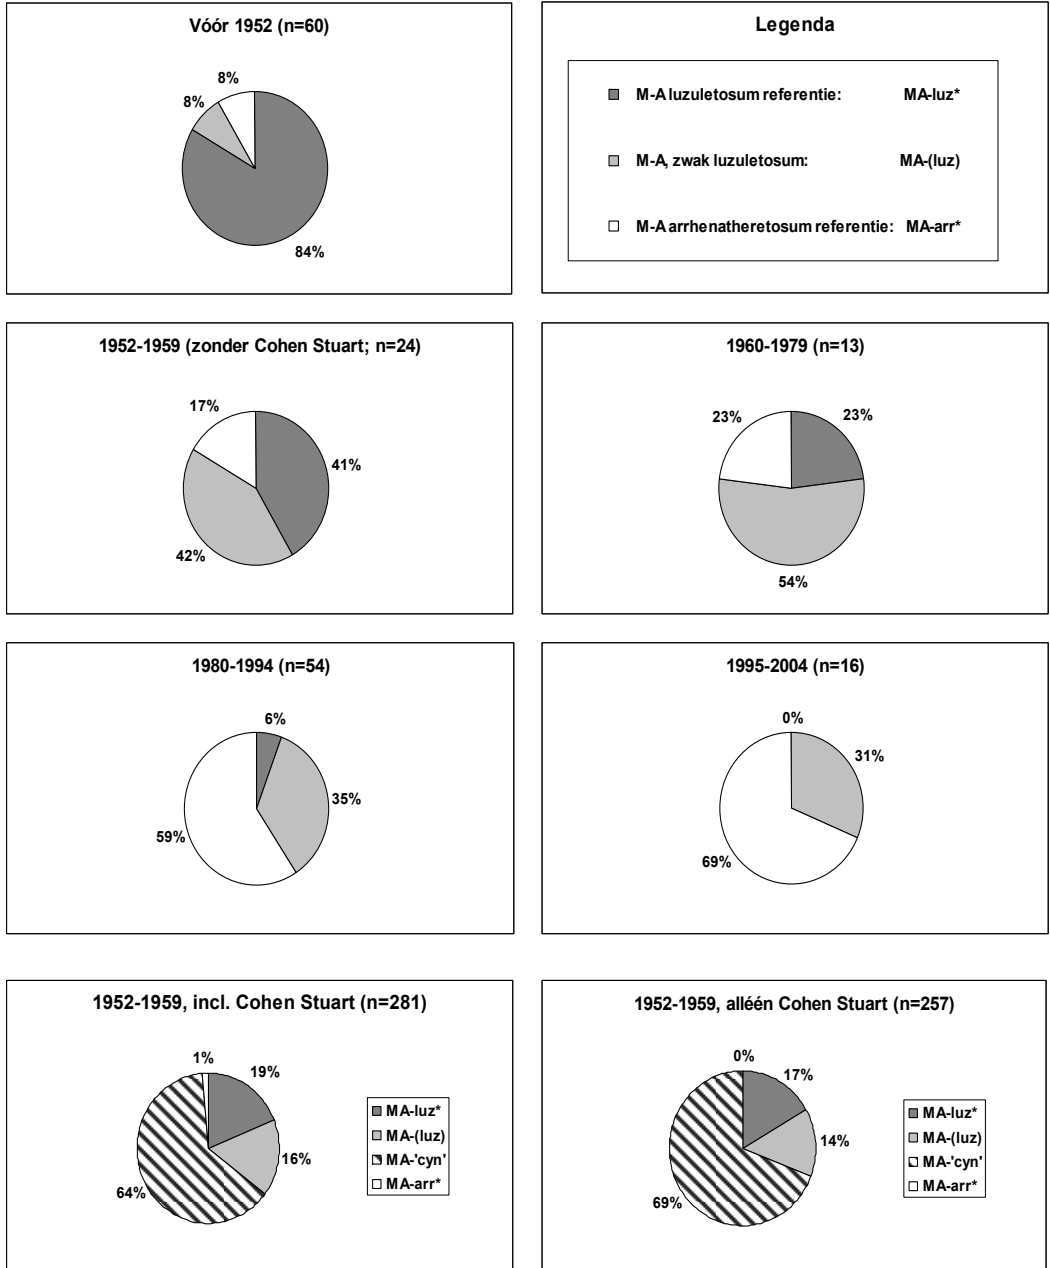 Vóór 1952 (n=60)
8%
8%
84%
Legenda
M-A luzuletosum referentie: MA-luz*
M-A, zwak luzuletosum: MA-(luz)
M-A arrhenatheretosum referentie: MA-arr*
1952-1959 (zonder Cohen Stuart; n=24)
17%
41%
42%
1960-1979 (n=13)
23%
23%
54%
1980-1994 (n=54)
6%
35%
59%
1995-2004 (n=16)
0%
31%
69%
1952-1959, incl. Cohen Stuart (n=281)
1%
19%
16%
64%
MA-luz*
MA-(luz)
MA-'cyn'
MA-arr*
1952-1959, alléén Cohen Stuart (n=257)
0%
17%
14%
69%
MA-luz*
MA-(luz)
MA-'cyn'
MA-arr*